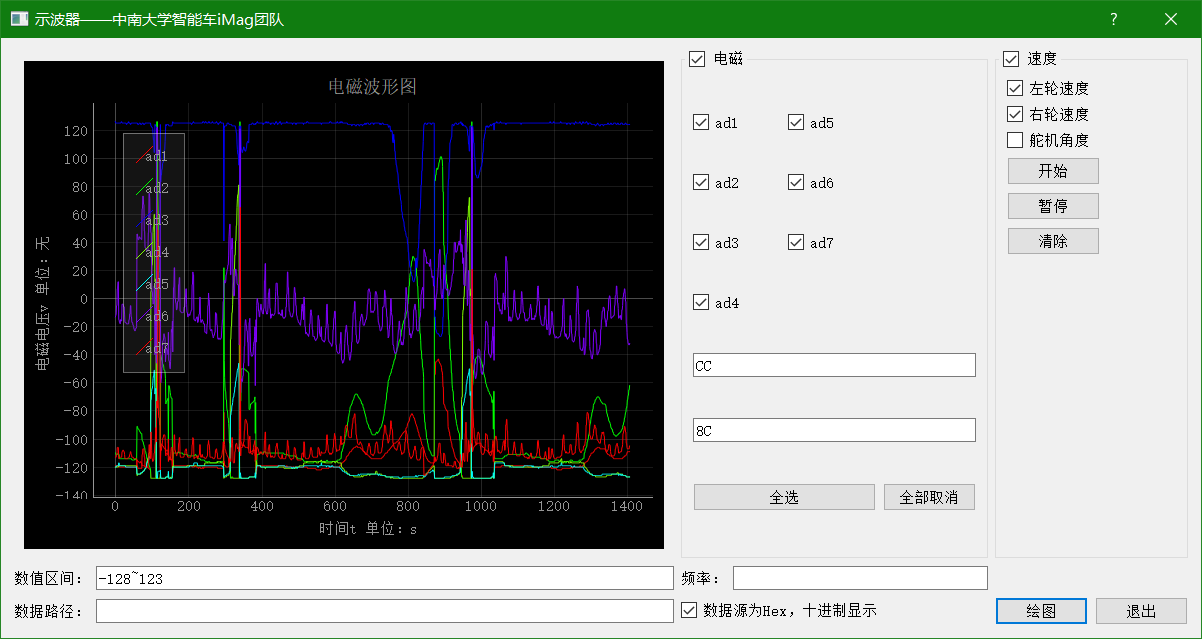 示波器——中南大学智能车iMag团队
?
电磁波形图
120
100
80
60
40
20
0
-20
-40
-60
-80
-100
-120
-140
电磁电压v 单位：无
ad1
ad2
ad3
ad4
ad5
ad6
ad7
0 200 400 600 800 1000 1200 1400
时间t 单位：s
电磁
ad1 ad5
ad2 ad6
ad3 ad7
ad4
CC
8C
全选 全部取消
速度
左轮速度
右轮速度
舵机角度
开始
暂停
清除
数值区间： -128~123
频率：
数据路径：
数据源为Hex，十进制显示
绘图 退出